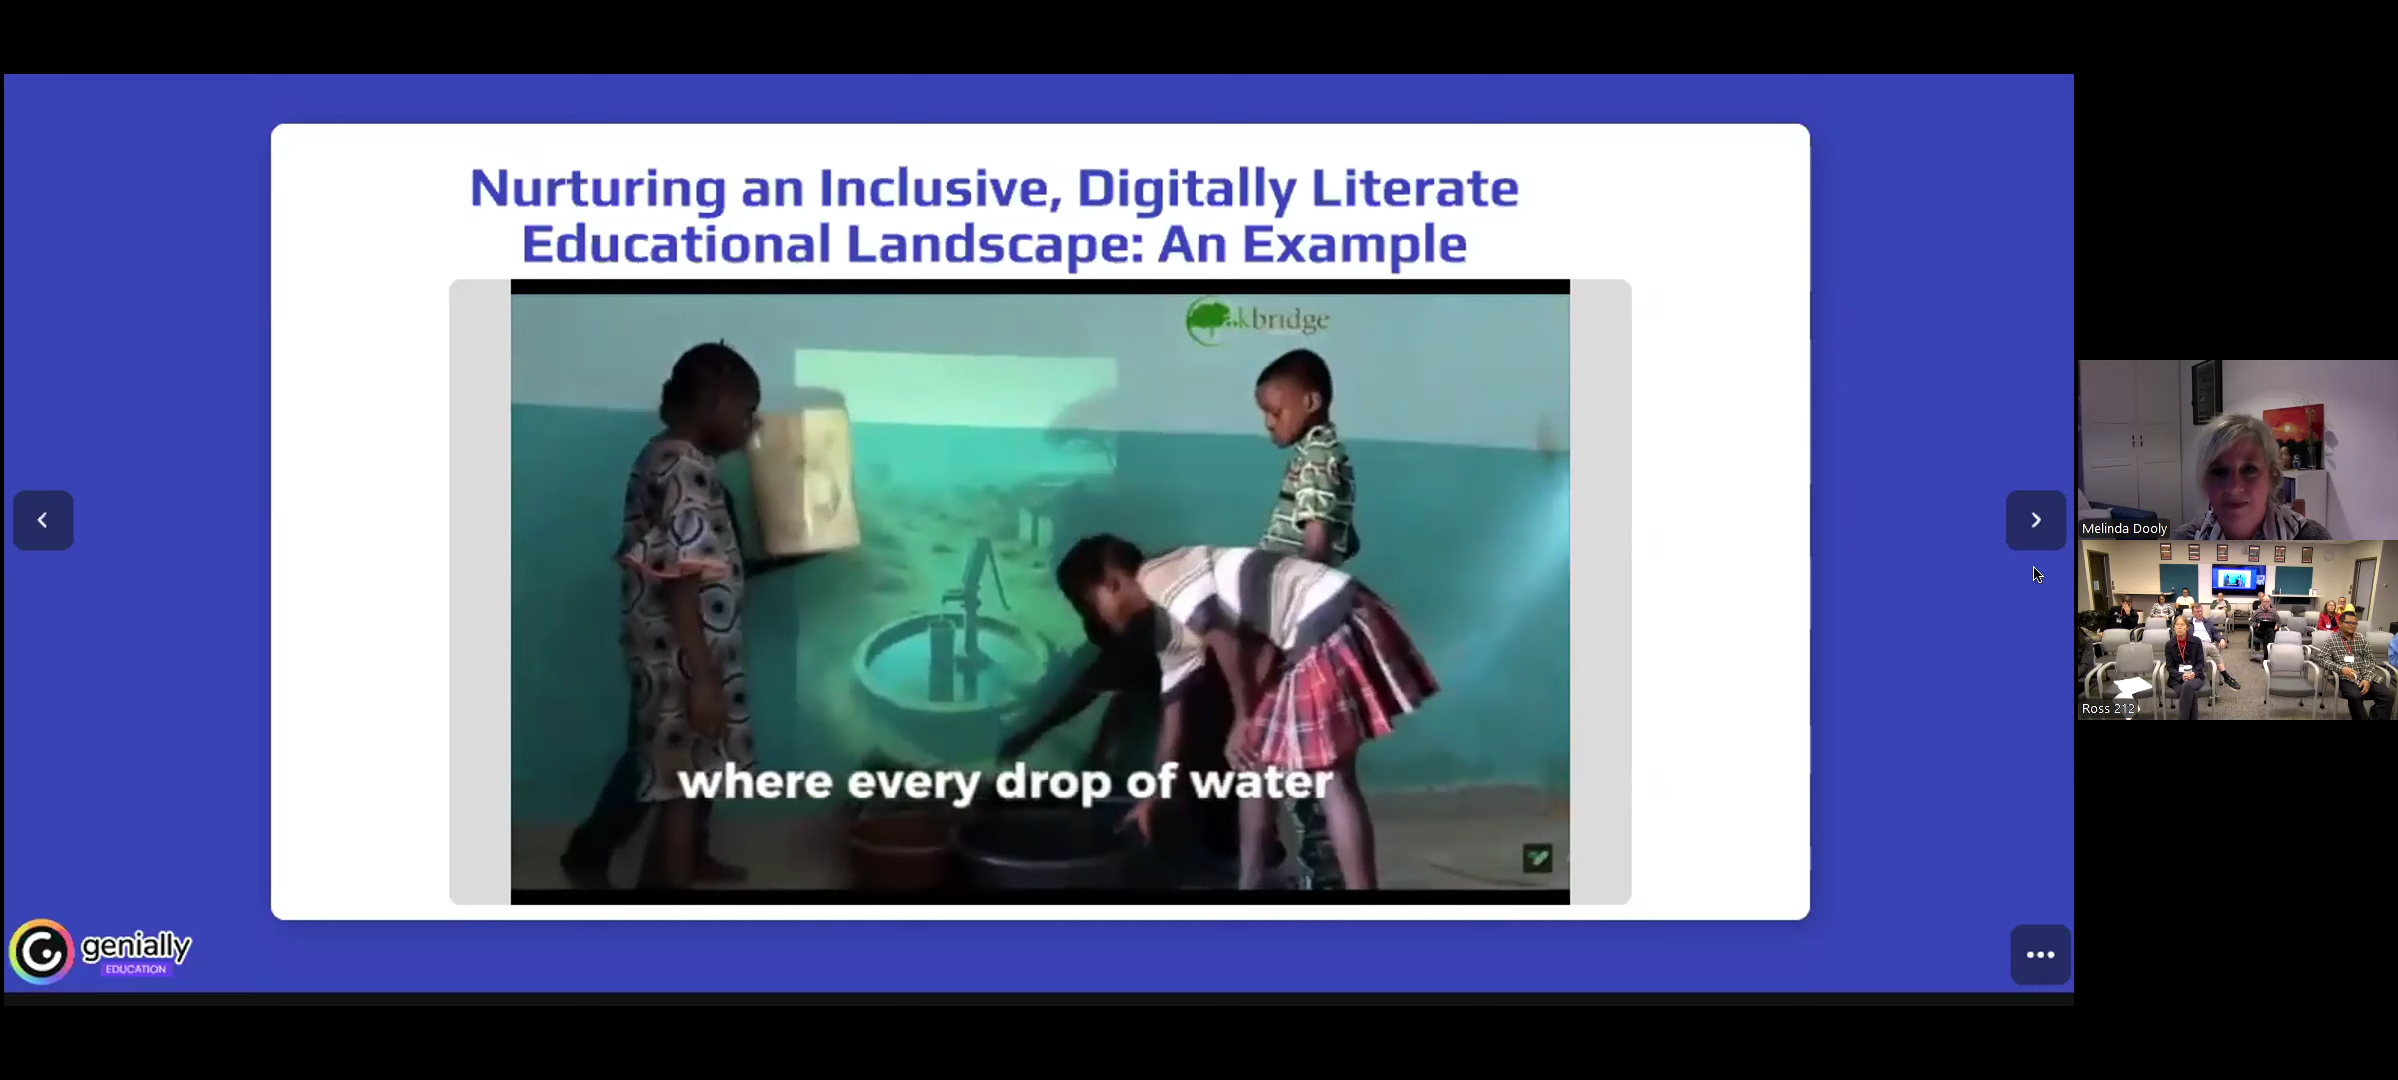 Nurturing an Inclusive, Digitally Literate
Educational Landscape: An Example
kbridge
where every drop of water
genially
EDUCATION
Melinda Dooly
Ross 212